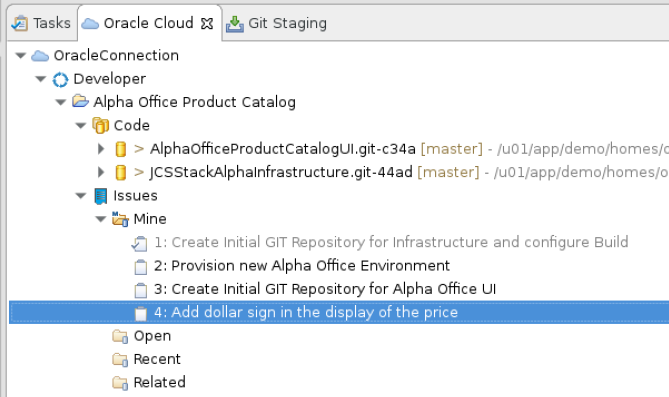 Tasks Oracle Cloud Git Staging
OracleConnection
Developer
Alpha Office Product Catalog
Code
> AlphaOfficeProductCatalogUI.git-c34a [master] - /u01/app/demo/homes/o
> JCSStackAlphaInfrastructure.git-44ad [master] - /u01/app/demo/homes/o
Issues
Mine
1: Create Initial GIT Repository for Infrastructure and configure Build
2: Provision new Alpha Office Environment
3: Create Initial GIT Repository for Alpha Office UI
4: Add dollar sign in the display of the price
Open
Recent
Related